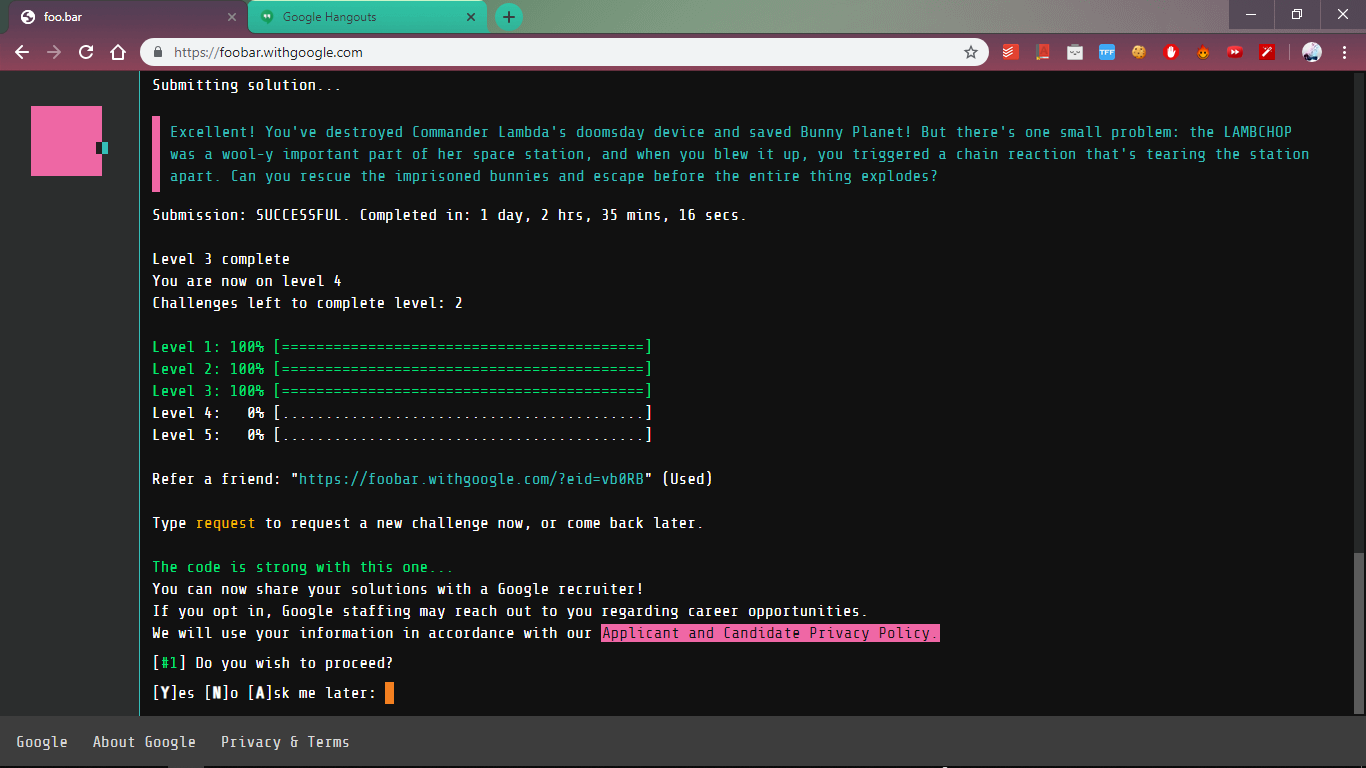 foo.bar
Google Hangouts
https://foobar.withgoogle.com
TFF
Submitting solution...
Excellent! You've destroyed Commander Lambda's doomsday device and saved Bunny Planet! But there's one small problem: the LAMBCHOP
was a wool-y important part of her space station, and when you blew it up, you triggered a chain reaction that's tearing the station
apart. Can you rescue the imprisoned bunnies and escape before the entire thing explodes?
Submission: SUCCESSFUL. Completed in: 1 day, 2 hrs, 35 mins, 16 secs.
Level 3 complete
You are now on level 4
Challenges left to complete level: 2
Level 1: 100% [==========================================]
Level 2: 100% [==========================================]
Level 3: 100% [==========================================]
Level 4:   0% [..........................................]
Level 5:   0% [..........................................]
Refer a friend: "https://foobar.withgoogle.com/?eid=vb0RB" (Used)
Type request to request a new challenge now, or come back later.
The code is strong with this one...
You can now share your solutions with a Google recruiter!
If you opt in, Google staffing may reach out to you regarding career opportunities.
We will use your information in accordance with our Applicant and Candidate Privacy Policy.
[#1] Do you wish to proceed?
[Y]es [N]o [A]sk me later:
Google   About Google   Privacy & Terms